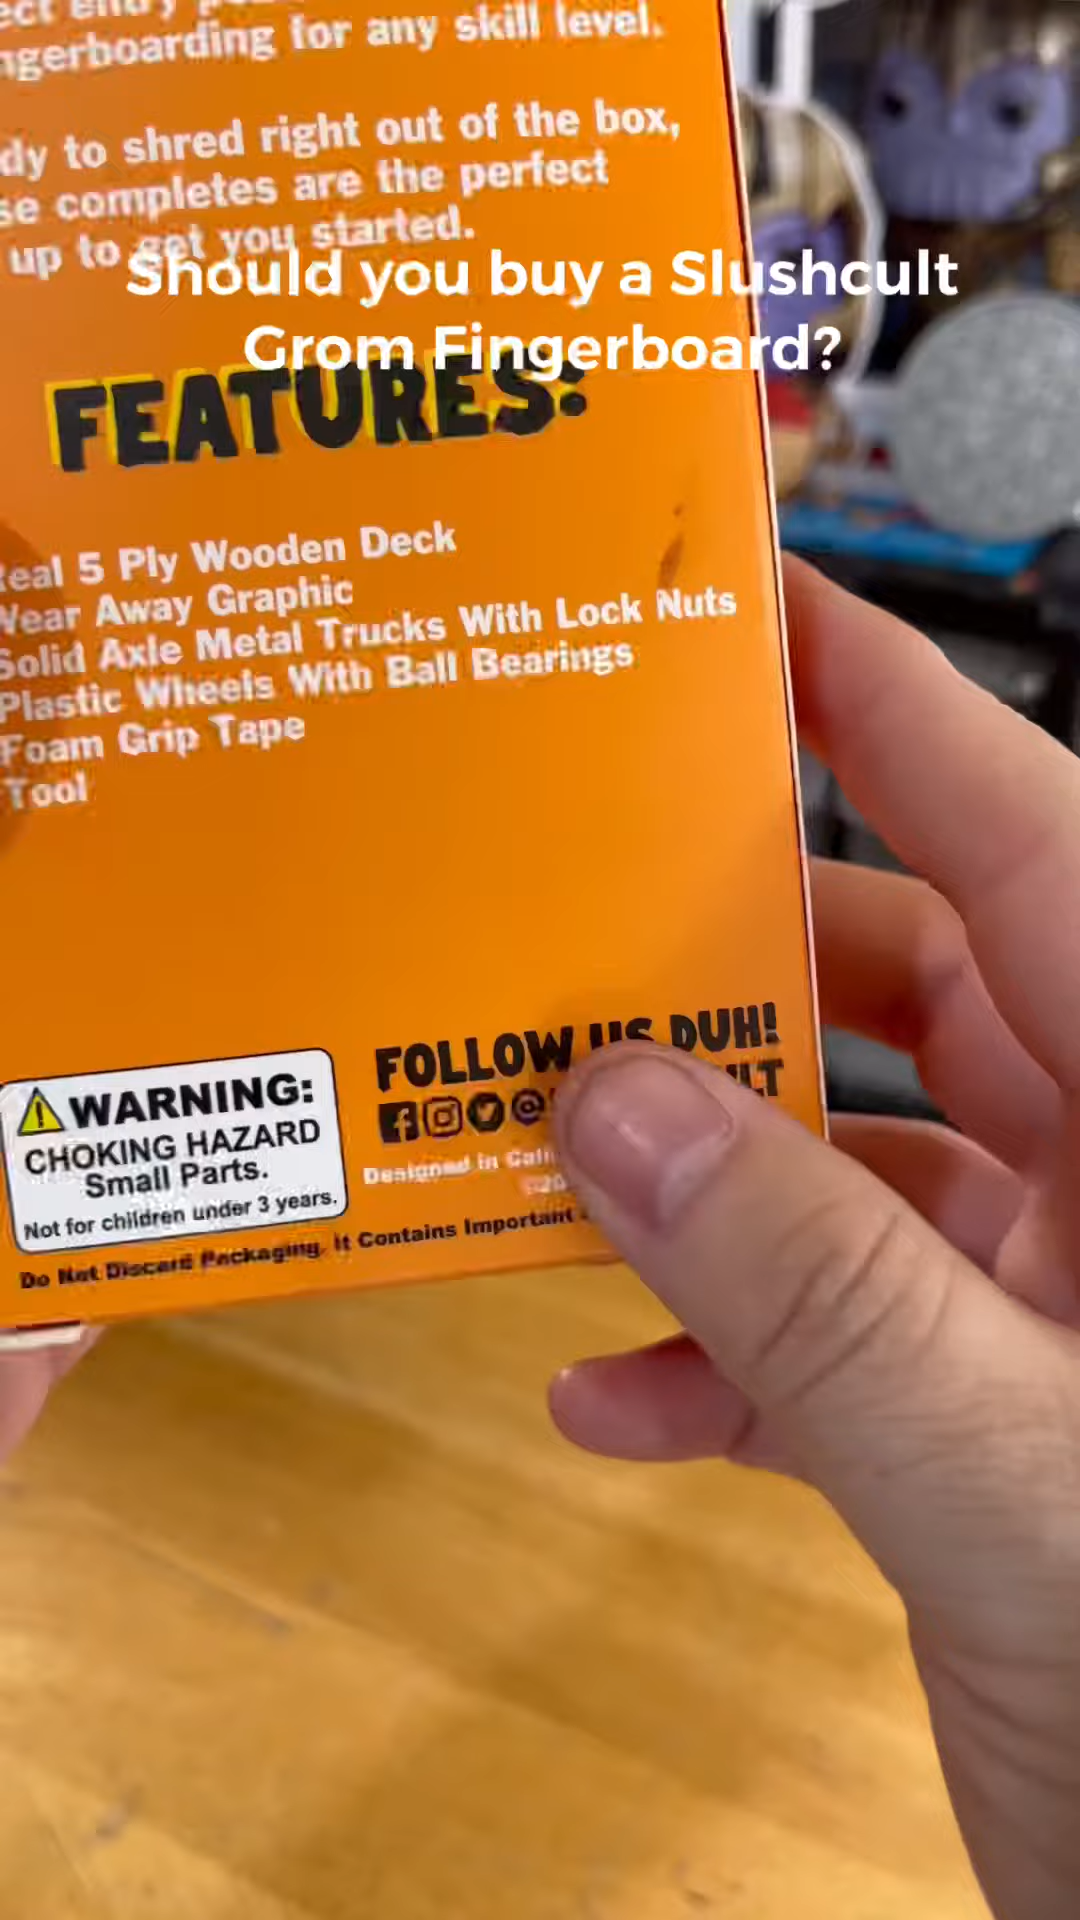 ngerboarding for any skill level.
dy to shred right out of the box,
se completes are the perfect
up to get you started.
Should you buy a Slushcult
Grom Fingerboard?
FEATURES:
eal 5 Ply Wooden Deck
Wear Away Graphic
Solid Axle Metal Trucks With Lock Nuts
Plastic Wheels With Ball Bearings
Foam Grip Tape
Tool
FOLLOW US DUH!
WARNING:
CHOKING HAZARD
Small Parts.
Not for children under 3 years.
Designed in
Do Not Discard Packaging. It Contains Important